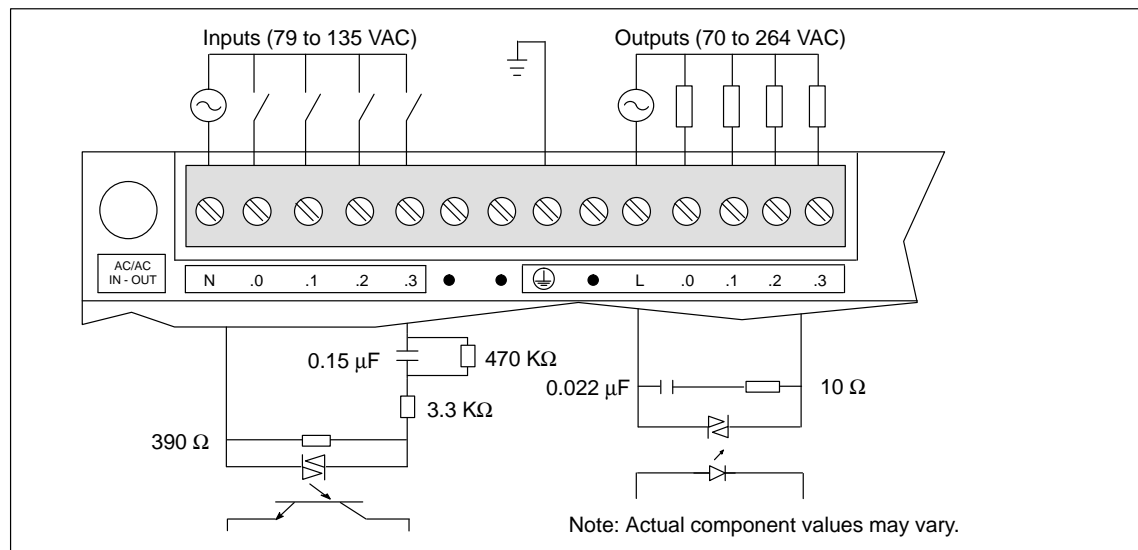 Inputs (79 to 135 VAC)
Outputs (70 to 264 VAC)
AC/AC
IN - OUT
N .0 .1 .2 .3 L .0 .1 .2 .3
0.15 μF
470 KΩ
3.3 KΩ
390 Ω
0.022 μF
10 Ω
Note: Actual component values may vary.